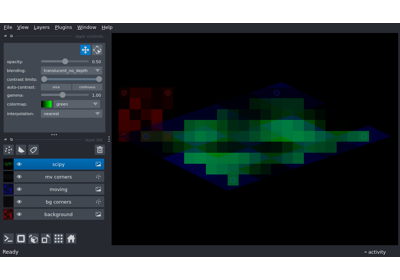 File View Layers Plugins Window Help
opacity: 0.50
blending: translucent_no_depth
contrast limits:
auto-contrast: once continuous
gamma: 1.00
colormap: green
interpolation: nearest
scipy
mv corners
moving
bg corners
background
Ready activity